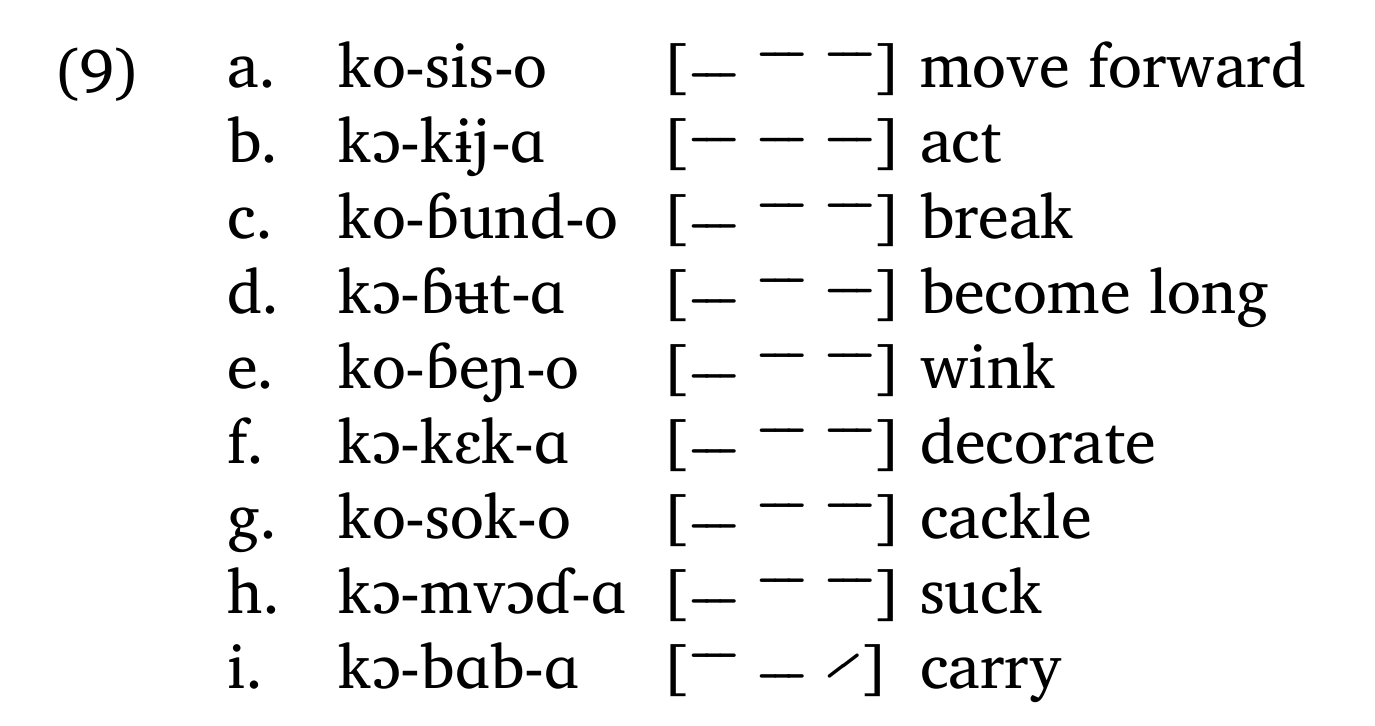 (9) a. ko-sis-o [_ ¯ ¯] move forward
b. kɔ-kɨj-ɑ [– – –] act
c. ko-ɓund-o [_ ¯ ¯] break
d. kɔ-ɓʉt-ɑ [_ ¯ –] become long
e. ko-ɓeɲ-o [_ ¯ ¯] wink
f. kɔ-kɛk-ɑ [_ ¯ ¯] decorate
g. ko-sok-o [_ ¯ ¯] cackle
h. kɔ-mvɔɗ-ɑ [_ ¯ ¯] suck
i. kɔ-bɑb-ɑ [¯ _ ⟋] carry